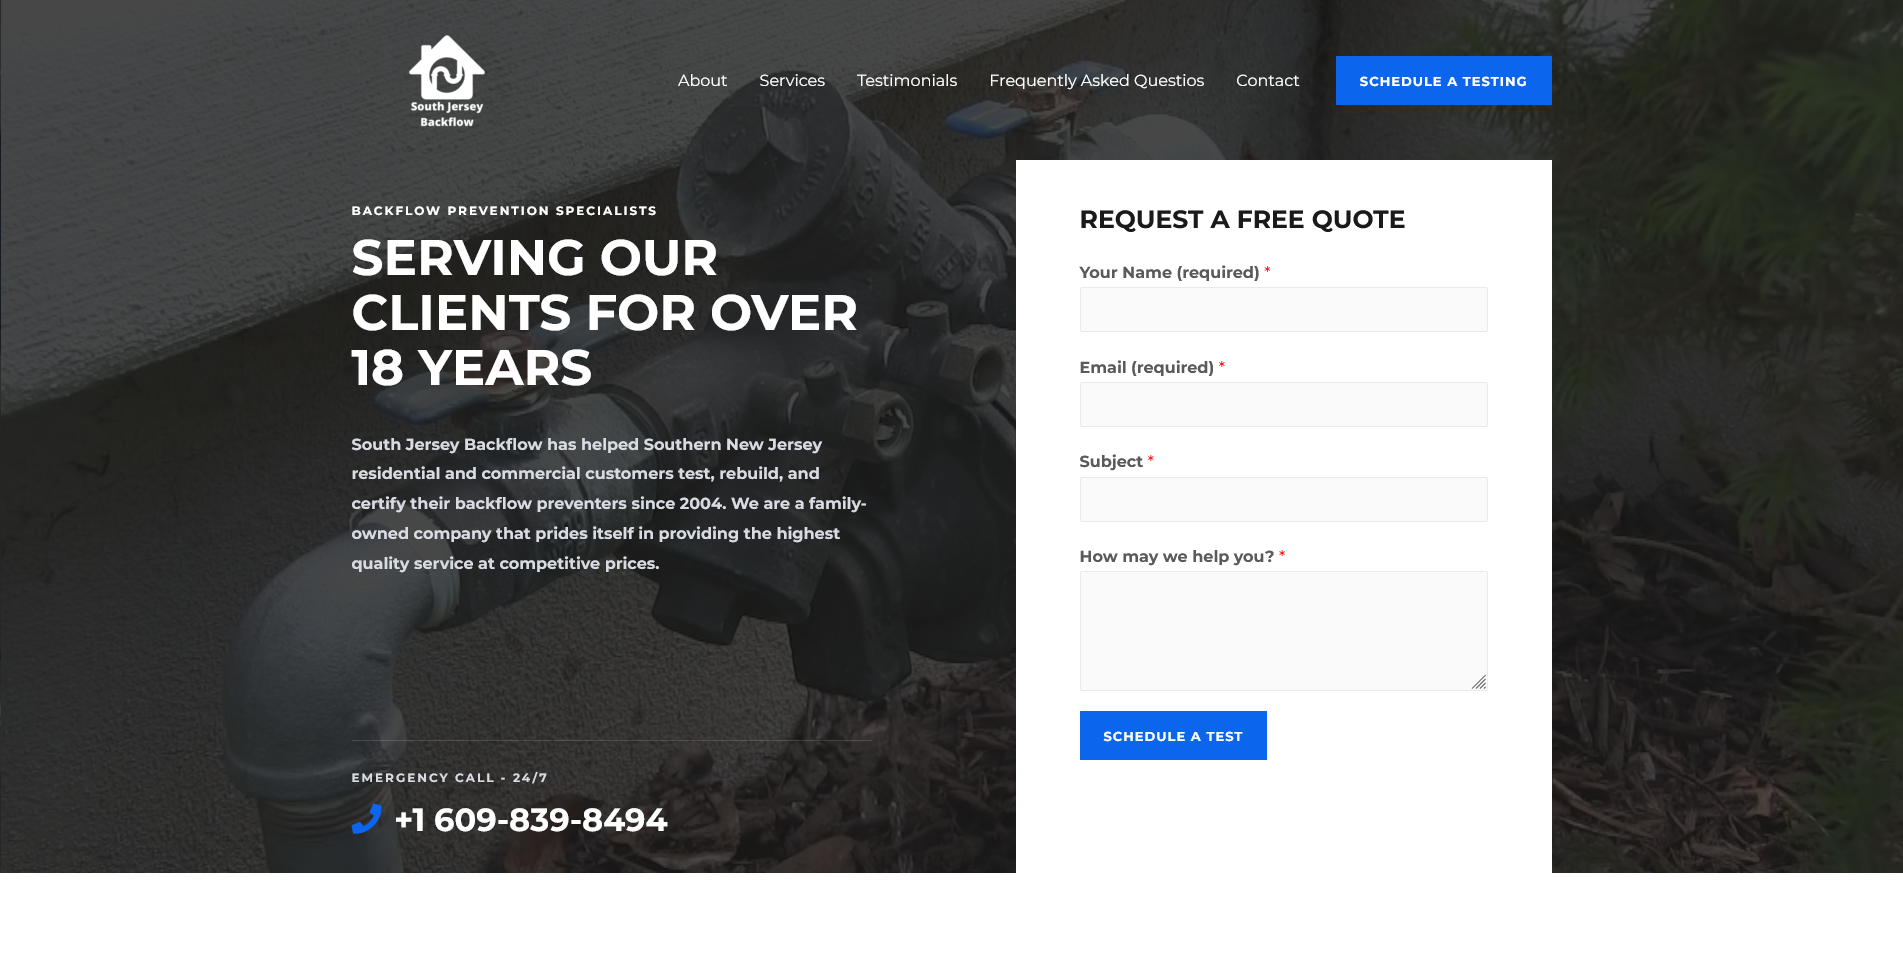 South Jersey
Backflow
About
Services
Testimonials
Frequently Asked Questios
Contact
SCHEDULE A TESTING
BACKFLOW PREVENTION SPECIALISTS
SERVING OUR
CLIENTS FOR OVER
18 YEARS
South Jersey Backflow has helped Southern New Jersey
residential and commercial customers test, rebuild, and
certify their backflow preventers since 2004. We are a family-
owned company that prides itself in providing the highest
quality service at competitive prices.
EMERGENCY CALL - 24/7
+1 609-839-8494
REQUEST A FREE QUOTE
Your Name (required) *
Email (required) *
Subject *
How may we help you? *
SCHEDULE A TEST